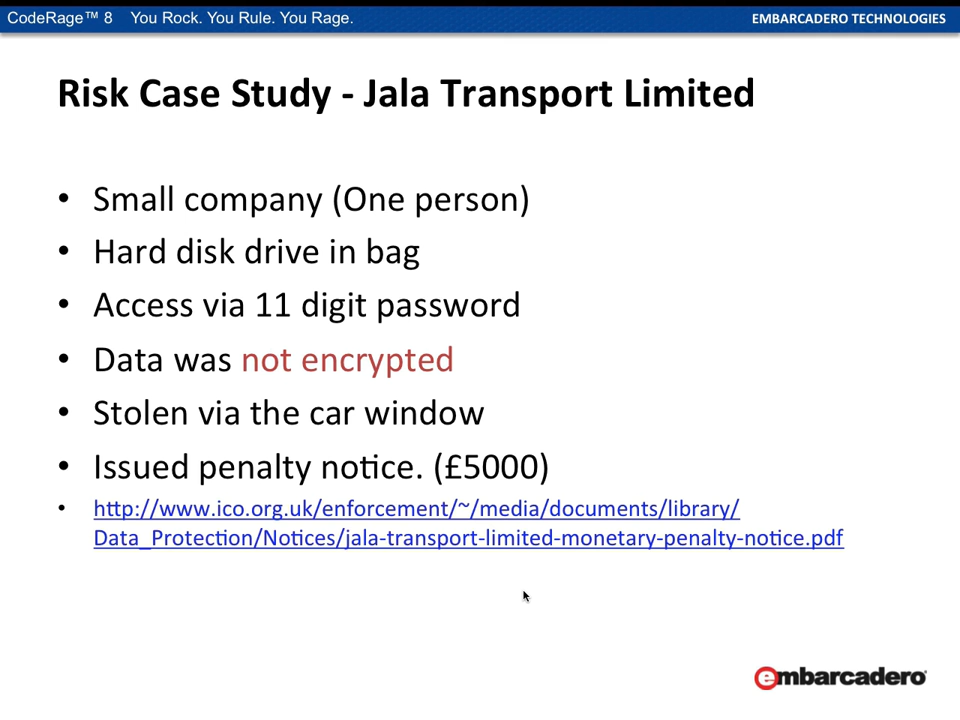 CodeRage™ 8 You Rock. You Rule. You Rage.
EMBARCADERO TECHNOLOGIES
Risk Case Study - Jala Transport Limited
• Small company (One person)
• Hard disk drive in bag
• Access via 11 digit password
• Data was not encrypted
• Stolen via the car window
• Issued penalty notice. (£5000)
• http://www.ico.org.uk/enforcement/~/media/documents/library/
Data_Protection/Notices/jala-transport-limited-monetary-penalty-notice.pdf
embarcadero